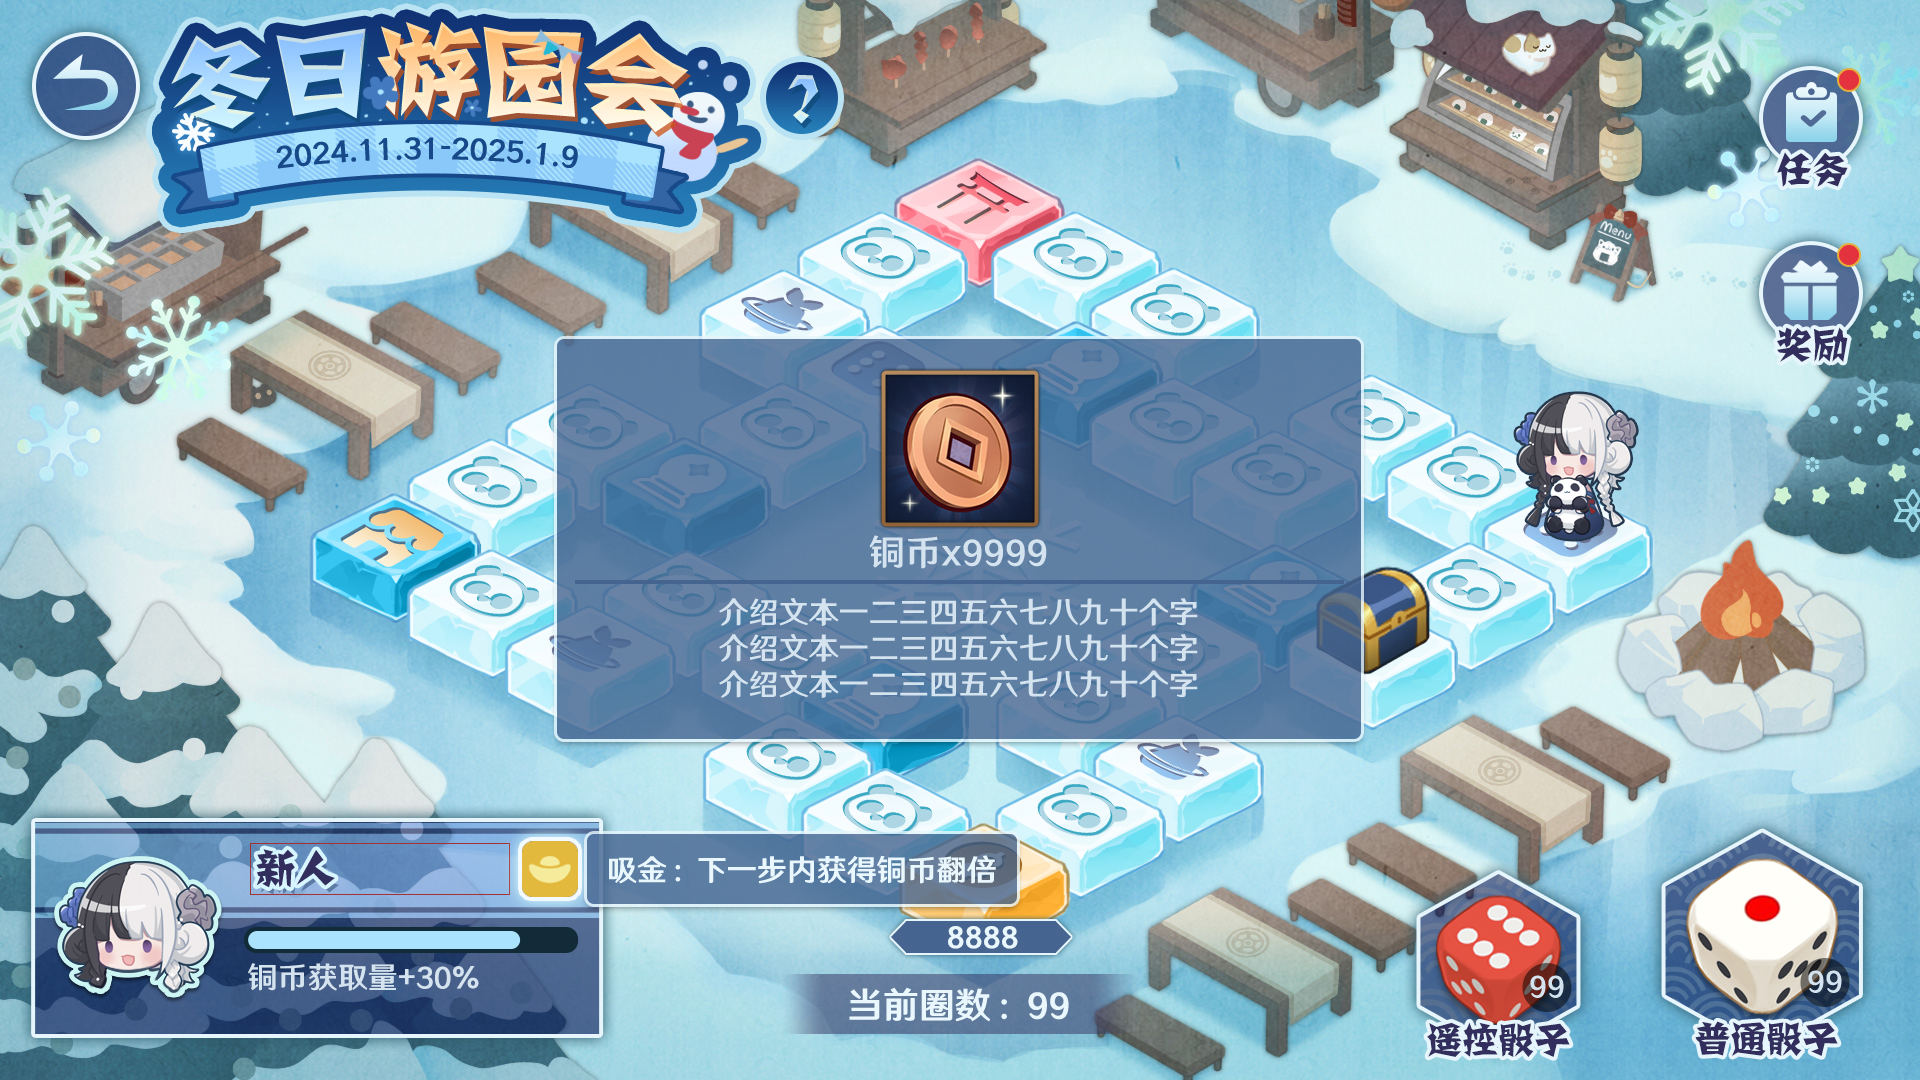 冬日游园会
2024.11.31-2025.1.9
?
任务
Menu
奖励
铜币x9999
介绍文本一二三四五六七八九十个字
介绍文本一二三四五六七八九十个字
介绍文本一二三四五六七八九十个字
新人
吸金：下一步内获得铜币翻倍
铜币获取量+30%
8888
当前圈数：99
99
遥控骰子
99
普通骰子